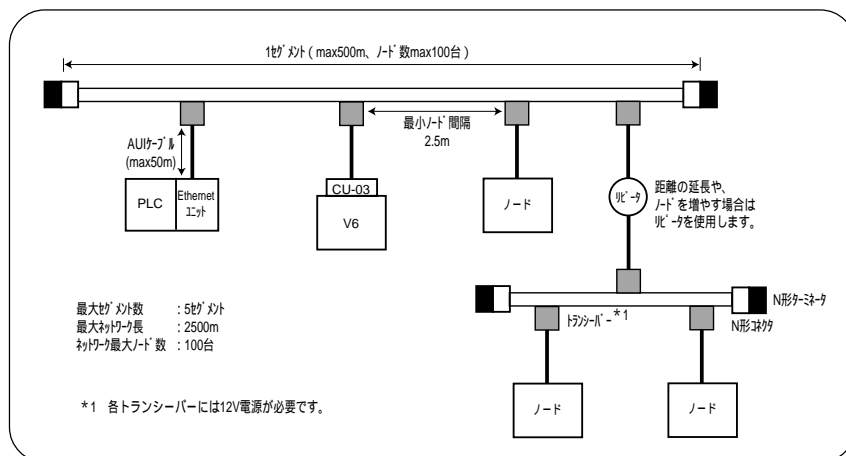 1ｾｸﾞﾒﾝﾄ ( max500m、ﾉｰﾄﾞ数max100台 )
AUIｹｰﾌﾞﾙ
(max50m)
最小ﾉｰﾄﾞ間隔
2.5m
PLC
Ethernet
ﾕﾆｯﾄ
CU-03
V6
ノード
ﾘﾋﾟｰﾀ
距離の延長や、
ﾉｰﾄﾞを増やす場合は
ﾘﾋﾟｰﾀを使用します。
N形ﾀｰﾐﾈｰﾀ
N形ｺﾈｸﾀ
ﾄﾗﾝｼｰﾊﾞｰ*1
最大ｾｸﾞﾒﾝﾄ数 : 5ｾｸﾞﾒﾝﾄ
最大ﾈｯﾄﾜｰｸ長 : 2500m
ﾈｯﾄﾜｰｸ最大ﾉｰﾄﾞ数 : 100台
ノード
ノード
*1 各トランシーバーには12V電源が必要です。